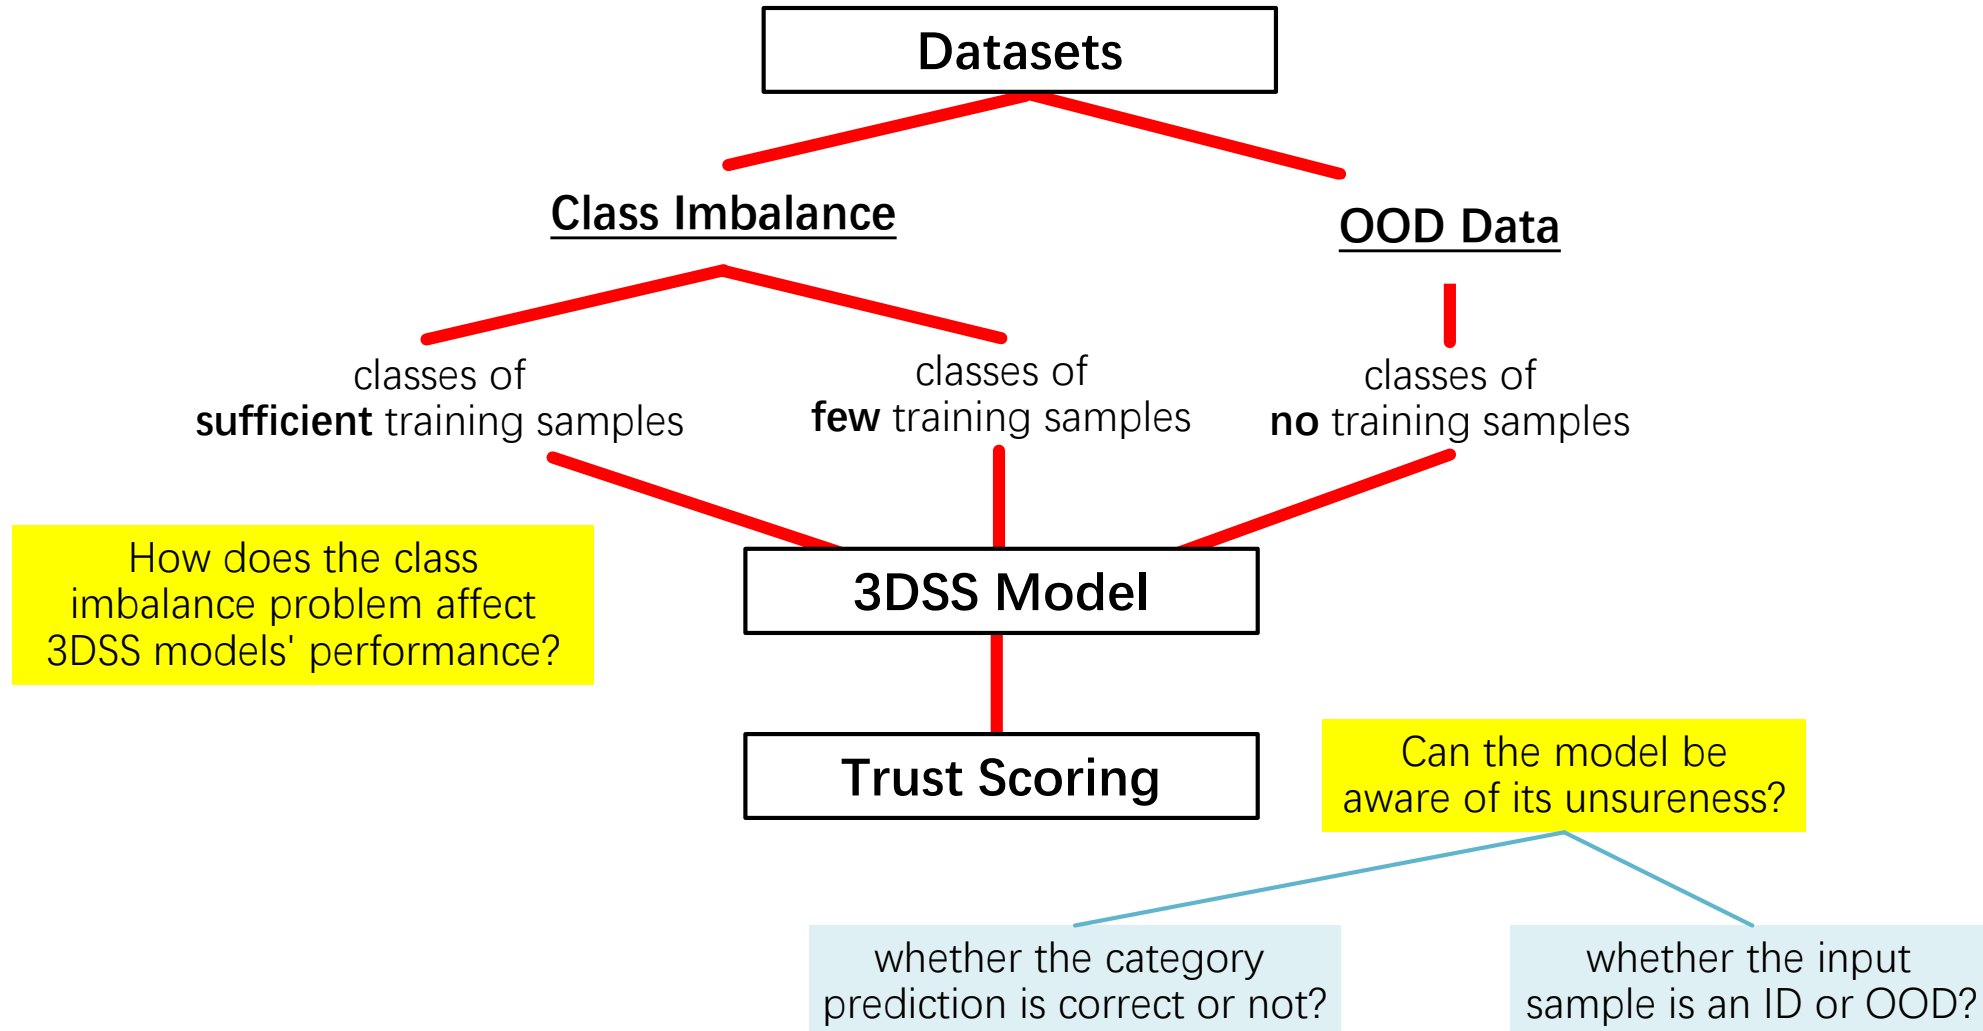 Datasets
Class Imbalance
OOD Data
classes of
sufficient training samples
classes of
few training samples
classes of
no training samples
How does the class
imbalance problem affect
3DSS models' performance?
3DSS Model
Trust Scoring
Can the model be
aware of its unsureness?
whether the category
prediction is correct or not?
whether the input
sample is an ID or OOD?